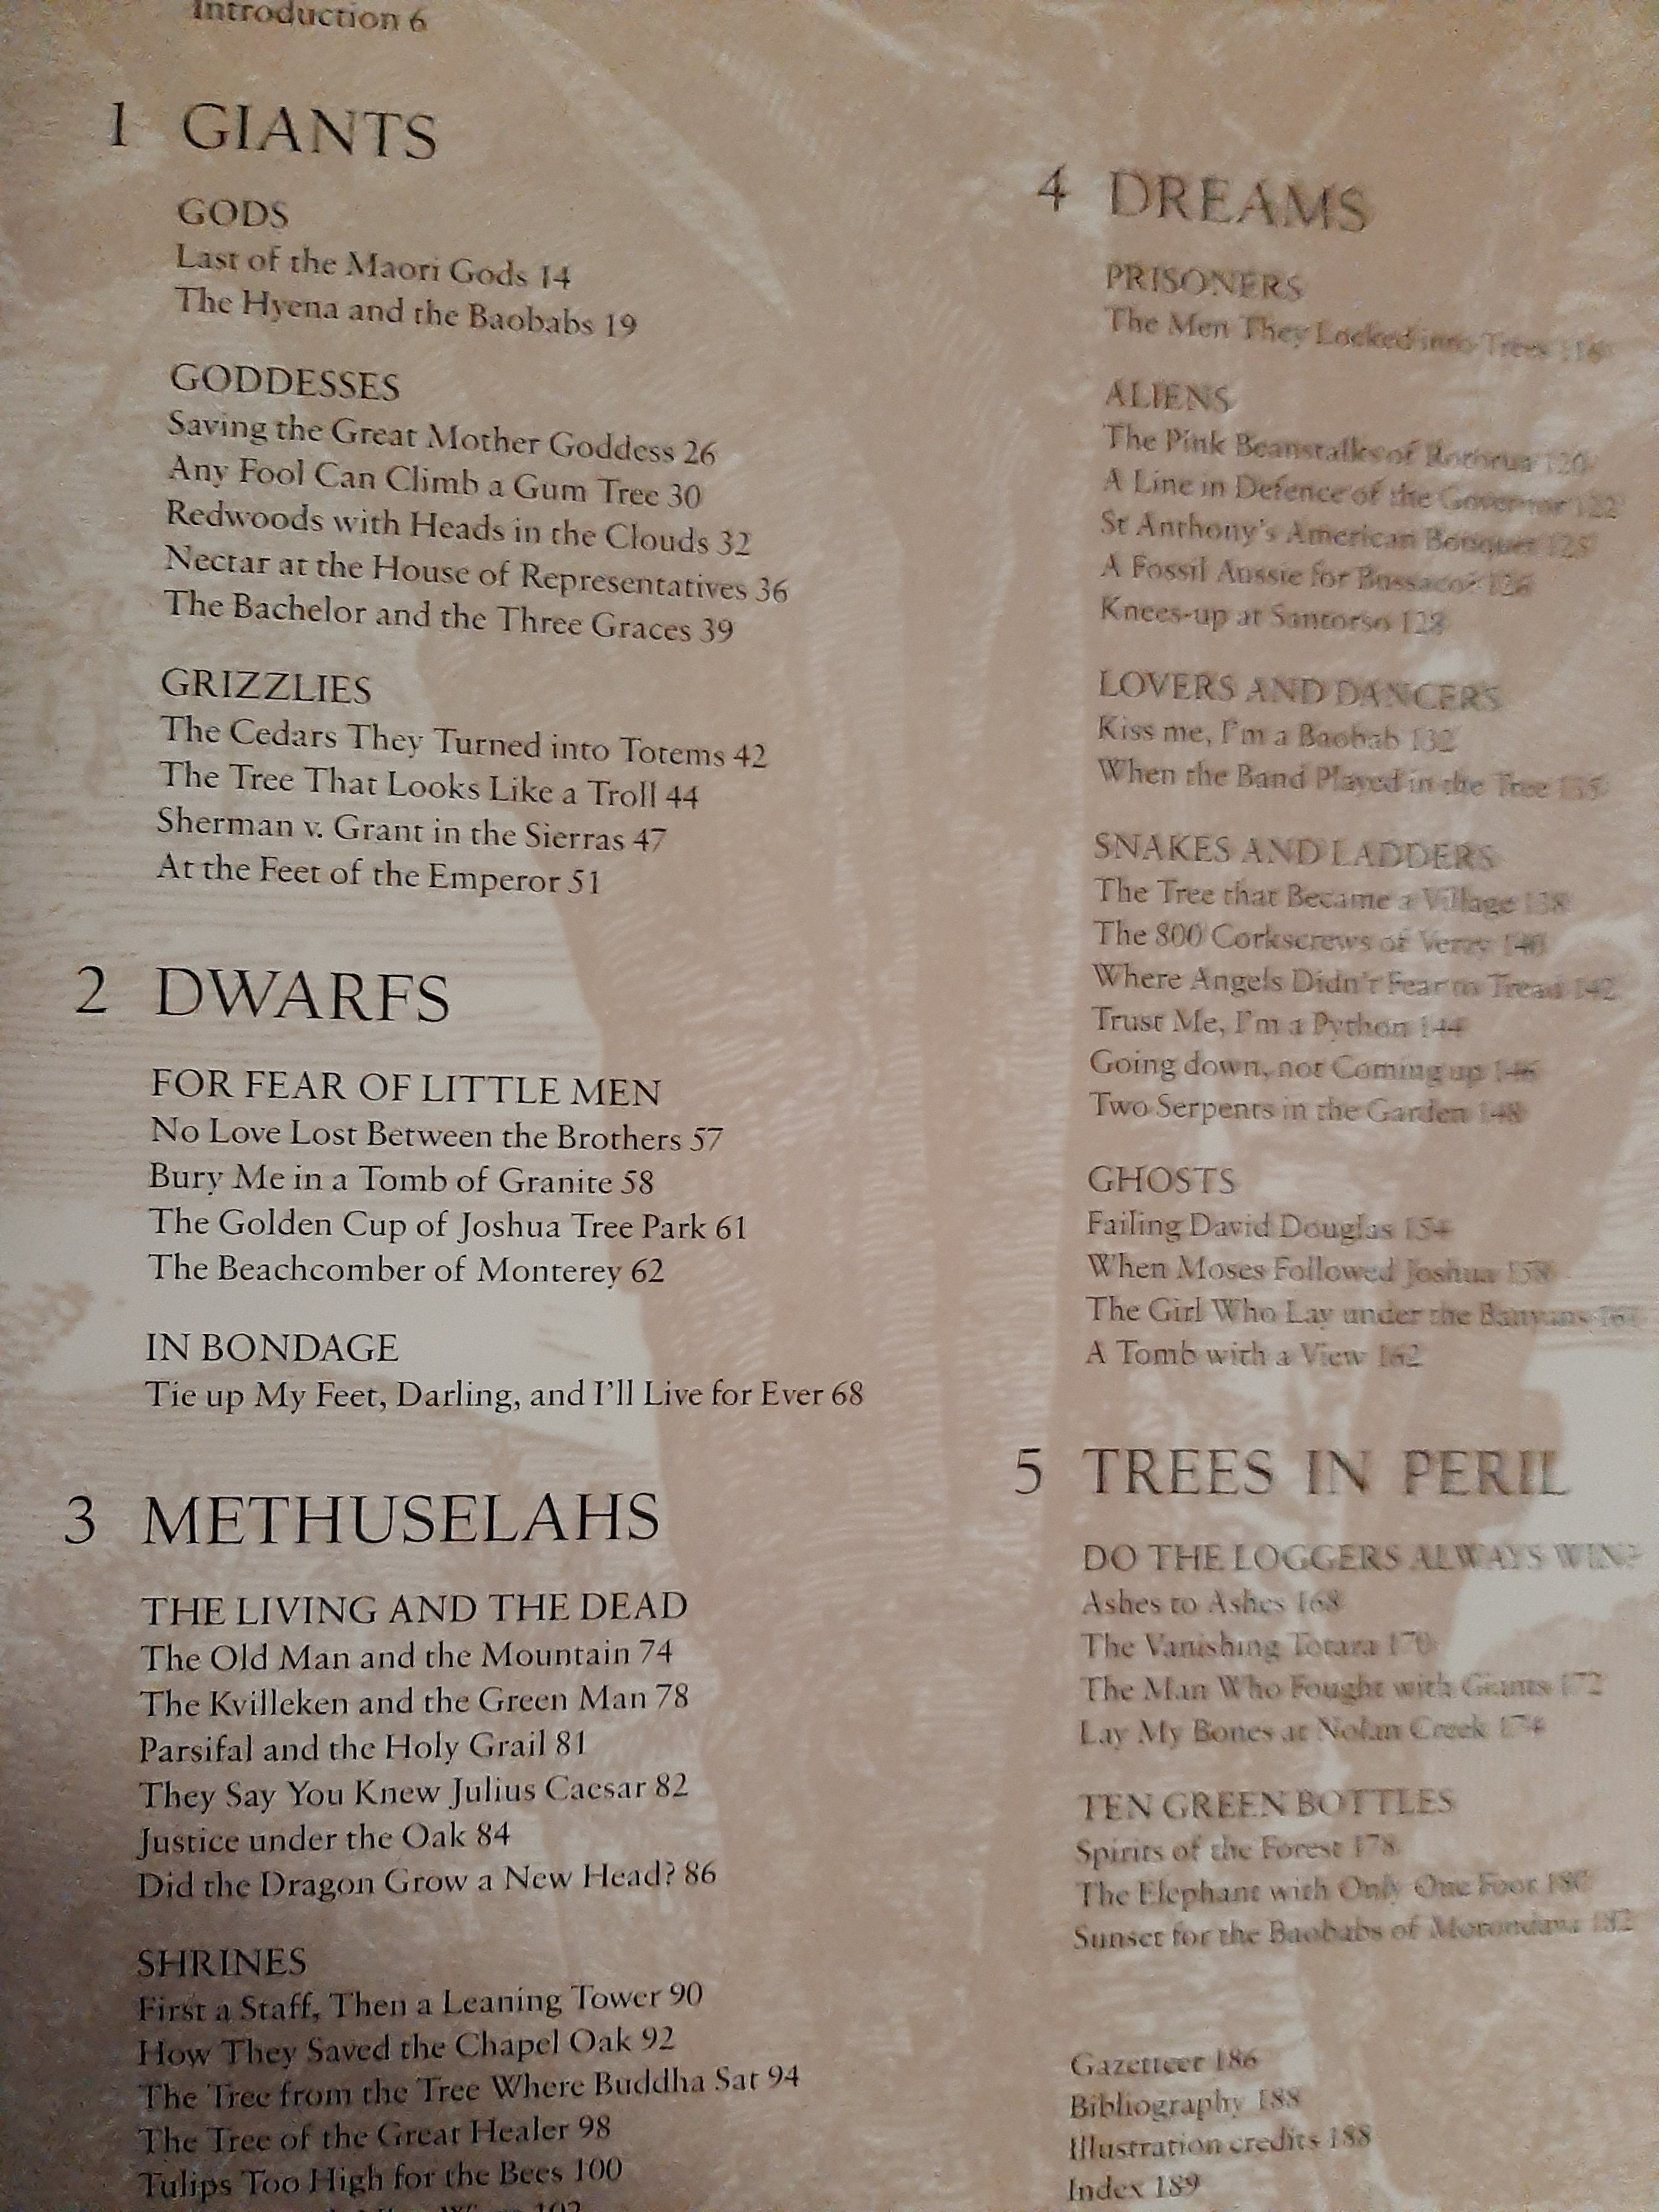 Introduction 6
1 GIANTS
GODS
Last of the Maori Gods 14
The Hyena and the Baobabs 19
GODDESSES
Saving the Great Mother Goddess 26
Any Fool Can Climb a Gum Tree 30
Redwoods with Heads in the Clouds 32
Nectar at the House of Representatives 36
The Bachelor and the Three Graces 39
GRIZZLIES
The Cedars They Turned into Totems 42
The Tree That Looks Like a Troll 44
Sherman v. Grant in the Sierras 47
At the Feet of the Emperor 51
2 DWARFS
FOR FEAR OF LITTLE MEN
No Love Lost Between the Brothers 57
Bury Me in a Tomb of Granite 58
The Golden Cup of Joshua Tree Park 61
The Beachcomber of Monterey 62
IN BONDAGE
Tie up My Feet, Darling, and I'll Live for Ever 68
3 METHUSELAHS
THE LIVING AND THE DEAD
The Old Man and the Mountain 74
The Kvilleken and the Green Man 78
Parsifal and the Holy Grail 81
They Say You Knew Julius Caesar 82
Justice under the Oak 84
Did the Dragon Grow a New Head? 86
SHRINES
First a Staff, Then a Leaning Tower 90
How They Saved the Chapel Oak 92
The Tree from the Tree Where Buddha Sat 94
The Tree of the Great Healer 98
Tulips Too High for the Bees 100
102
4 DREAMS
PRISONERS
The Men They Locked into Trees 116
ALIENS
The Pink Beanstalks of Rotorua 120
A Line in Defence of the Governor 122
St Anthony's American Bouquet 125
A Fossil Aussie for Bussaco? 126
Knees-up at Santorso 128
LOVERS AND DANCERS
Kiss me, I'm a Baobab 132
When the Band Played in the Tree 135
SNAKES AND LADDERS
The Tree that Became a Village 138
The 800 Corkscrews of Verzy 140
Where Angels Didn't Fear to Tread 142
Trust Me, I'm a Python 144
Going down, not Coming up 146
Two Serpents in the Garden 148
GHOSTS
Failing David Douglas 154
When Moses Followed Joshua 158
The Girl Who Lay under the Banyans
A Tomb with a View 162
5 TREES IN PERIL
DO THE LOGGERS ALWAYS WIN?
Ashes to Ashes 168
The Vanishing Totara 170
The Man Who Fought with Giants 172
Lay My Bones at Nolan Creek 174
TEN GREEN BOTTLES
Spirits of the Forest 178
The Elephant with Only One Foot 180
Sunset for the Baobabs of Morondava 182
Gazetteer 186
Bibliography 188
Illustration credits 188
Index 189